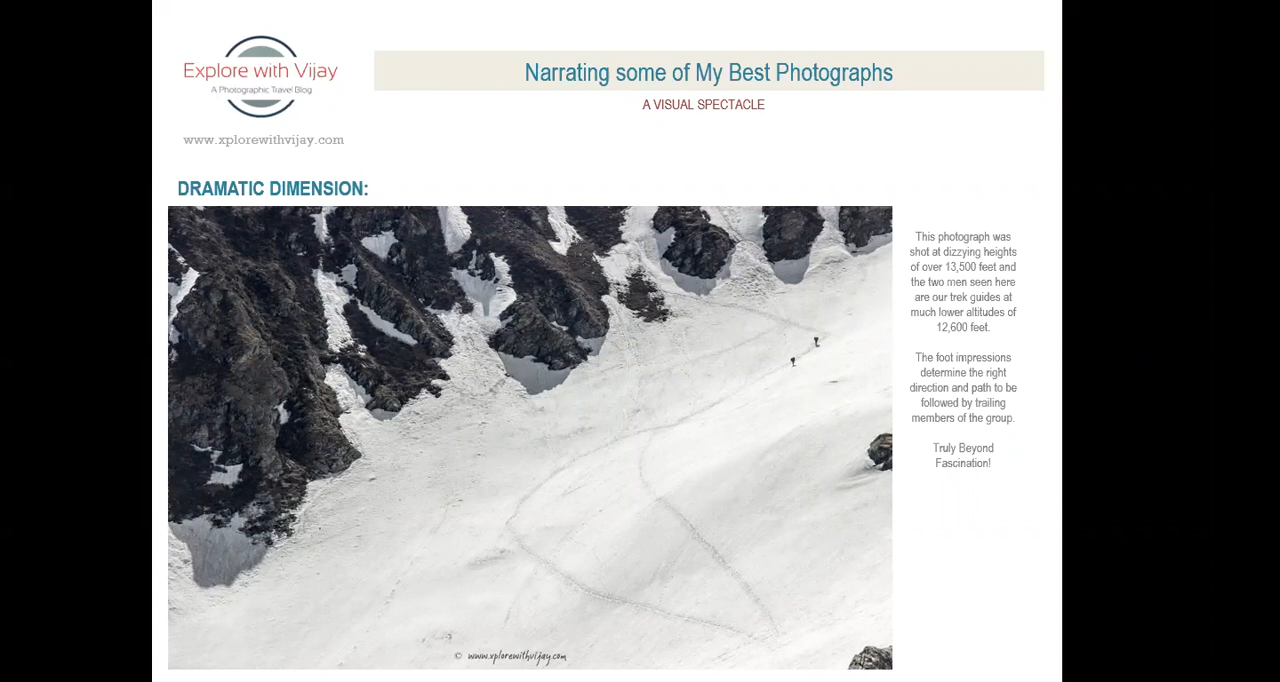 Explore with Vijay
A Photographic Travel Blog
www.xplorewithvijay.com
Narrating some of My Best Photographs
A VISUAL SPECTACLE
DRAMATIC DIMENSION:
This photograph was
shot at dizzying heights
of over 13,500 feet and
the two men seen here
are our trek guides at
much lower altitudes of
12,600 feet.
The foot impressions
determine the right
direction and path to be
followed by trailing
members of the group.
Truly Beyond
Fascination!
© www.xplorewithvijay.com